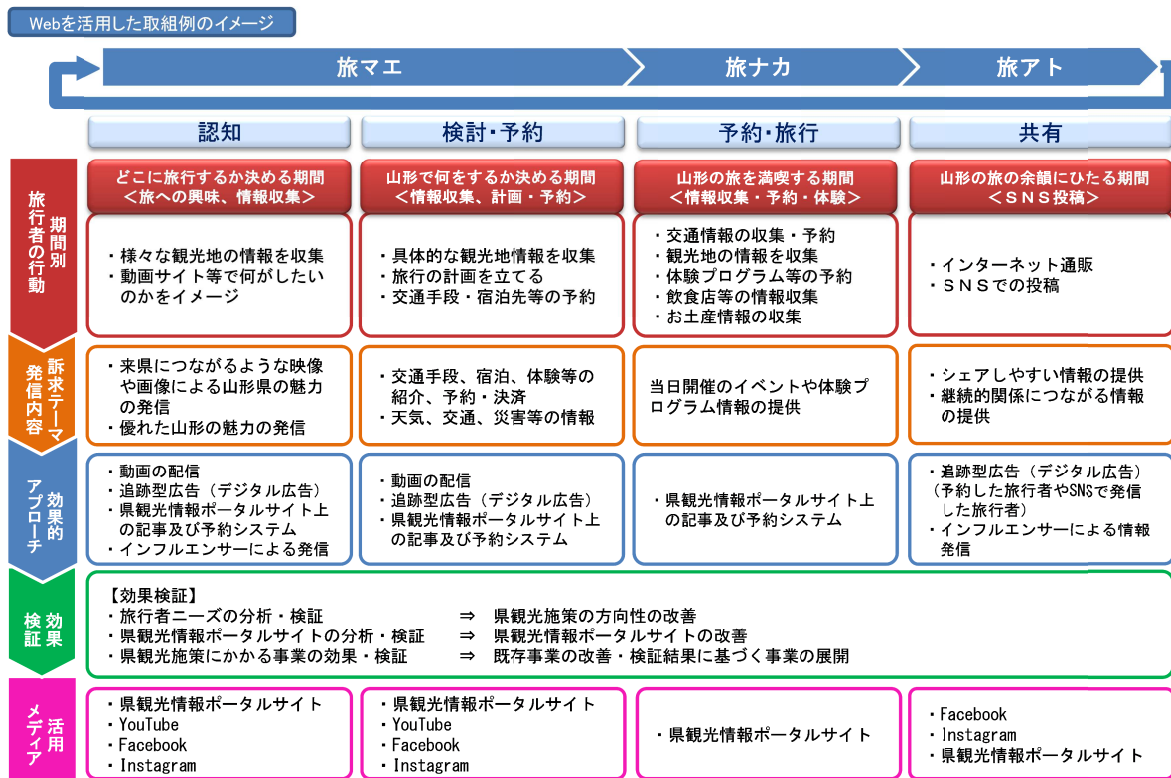 Webを活用した取組例のイメージ
旅マエ
旅ナカ
旅アト
認知
検討・予約
予約・旅行
共有
期間別
旅行者の行動
どこに旅行するか決める期間
＜旅への興味、情報収集＞
・様々な観光地の情報を収集
・動画サイト等で何がしたい
のかをイメージ
山形で何をするか決める期間
＜情報収集、計画・予約＞
・具体的な観光地情報を収集
・旅行の計画を立てる
・交通手段・宿泊先等の予約
山形の旅を満喫する期間
＜情報収集・予約・体験＞
・交通情報の収集・予約
・観光地の情報を収集
・体験プログラム等の予約
・飲食店等の情報収集
・お土産情報の収集
山形の旅の余韻にひたる期間
＜ＳＮＳ投稿＞
・インターネット通販
・ＳＮＳでの投稿
訴求テーマ
発信内容
・来県につながるような映像
や画像による山形県の魅力
の発信
・優れた山形の魅力の発信
・交通手段、宿泊、体験等の
紹介、予約・決済
・天気、交通、災害等の情報
当日開催のイベントや体験プ
ログラム情報の提供
・シェアしやすい情報の提供
・継続的関係につながる情報
の提供
効果的
アプローチ
・動画の配信
・追跡型広告（デジタル広告）
・県観光情報ポータルサイト上
の記事及び予約システム
・インフルエンサーによる発信
・動画の配信
・追跡型広告（デジタル広告）
・県観光情報ポータルサイト上
の記事及び予約システム
・県観光情報ポータルサイト上
の記事及び予約システム
・追跡型広告（デジタル広告）
（予約した旅行者やSNSで発信
した旅行者）
・インフルエンサーによる情報
発信
効果
検証
【効果検証】
・旅行者ニーズの分析・検証 ⇒ 県観光施策の方向性の改善
・県観光情報ポータルサイトの分析・検証 ⇒ 県観光情報ポータルサイトの改善
・県観光施策にかかる事業の効果・検証 ⇒ 既存事業の改善・検証結果に基づく事業の展開
活用
メディア
・県観光情報ポータルサイト
・YouTube
・Facebook
・Instagram
・県観光情報ポータルサイト
・YouTube
・Facebook
・Instagram
・県観光情報ポータルサイト
・Facebook
・Instagram
・県観光情報ポータルサイト